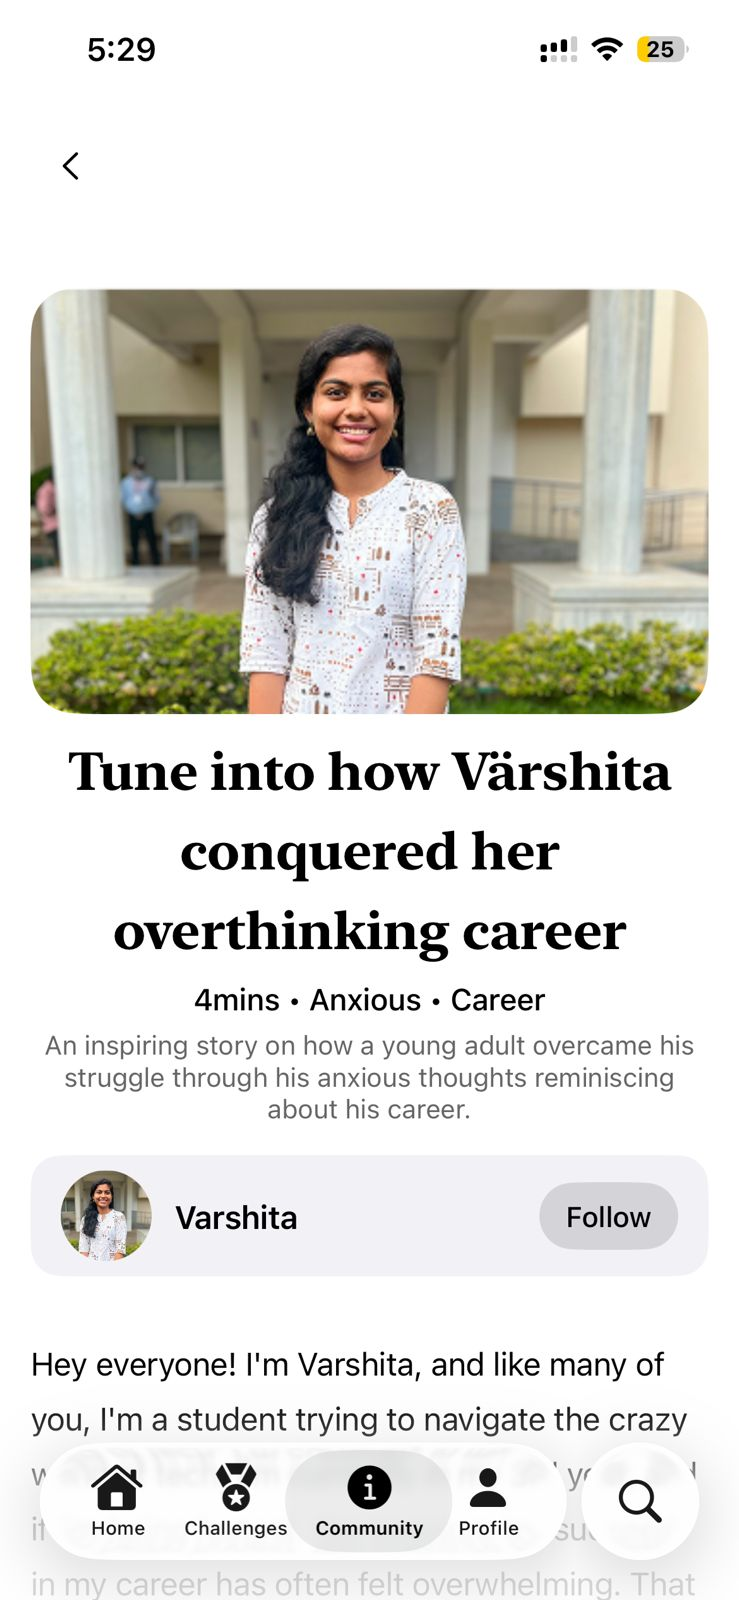 5:29
25
Tune into how Värshita
conquered her
overthinking career
4mins • Anxious • Career
An inspiring story on how a young adult overcame his
struggle through his anxious thoughts reminiscing
about his career.
Varshita
Follow
Hey everyone! I'm Varshita, and like many of
you, I'm a student trying to navigate the crazy
Home
Challenges
Community
Profile
in my career has often felt overwhelming. That